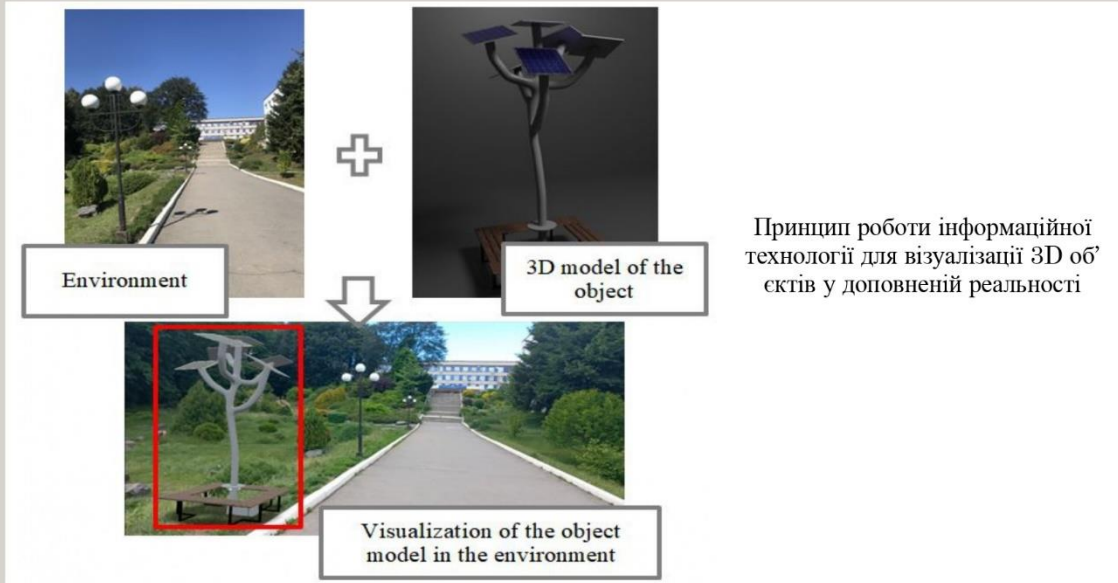 Environment
3D model of the
object
Visualization of the object
model in the environment
Принцип роботи інформаційної
технології для візуалізації 3D об’
єктів у доповненій реальності